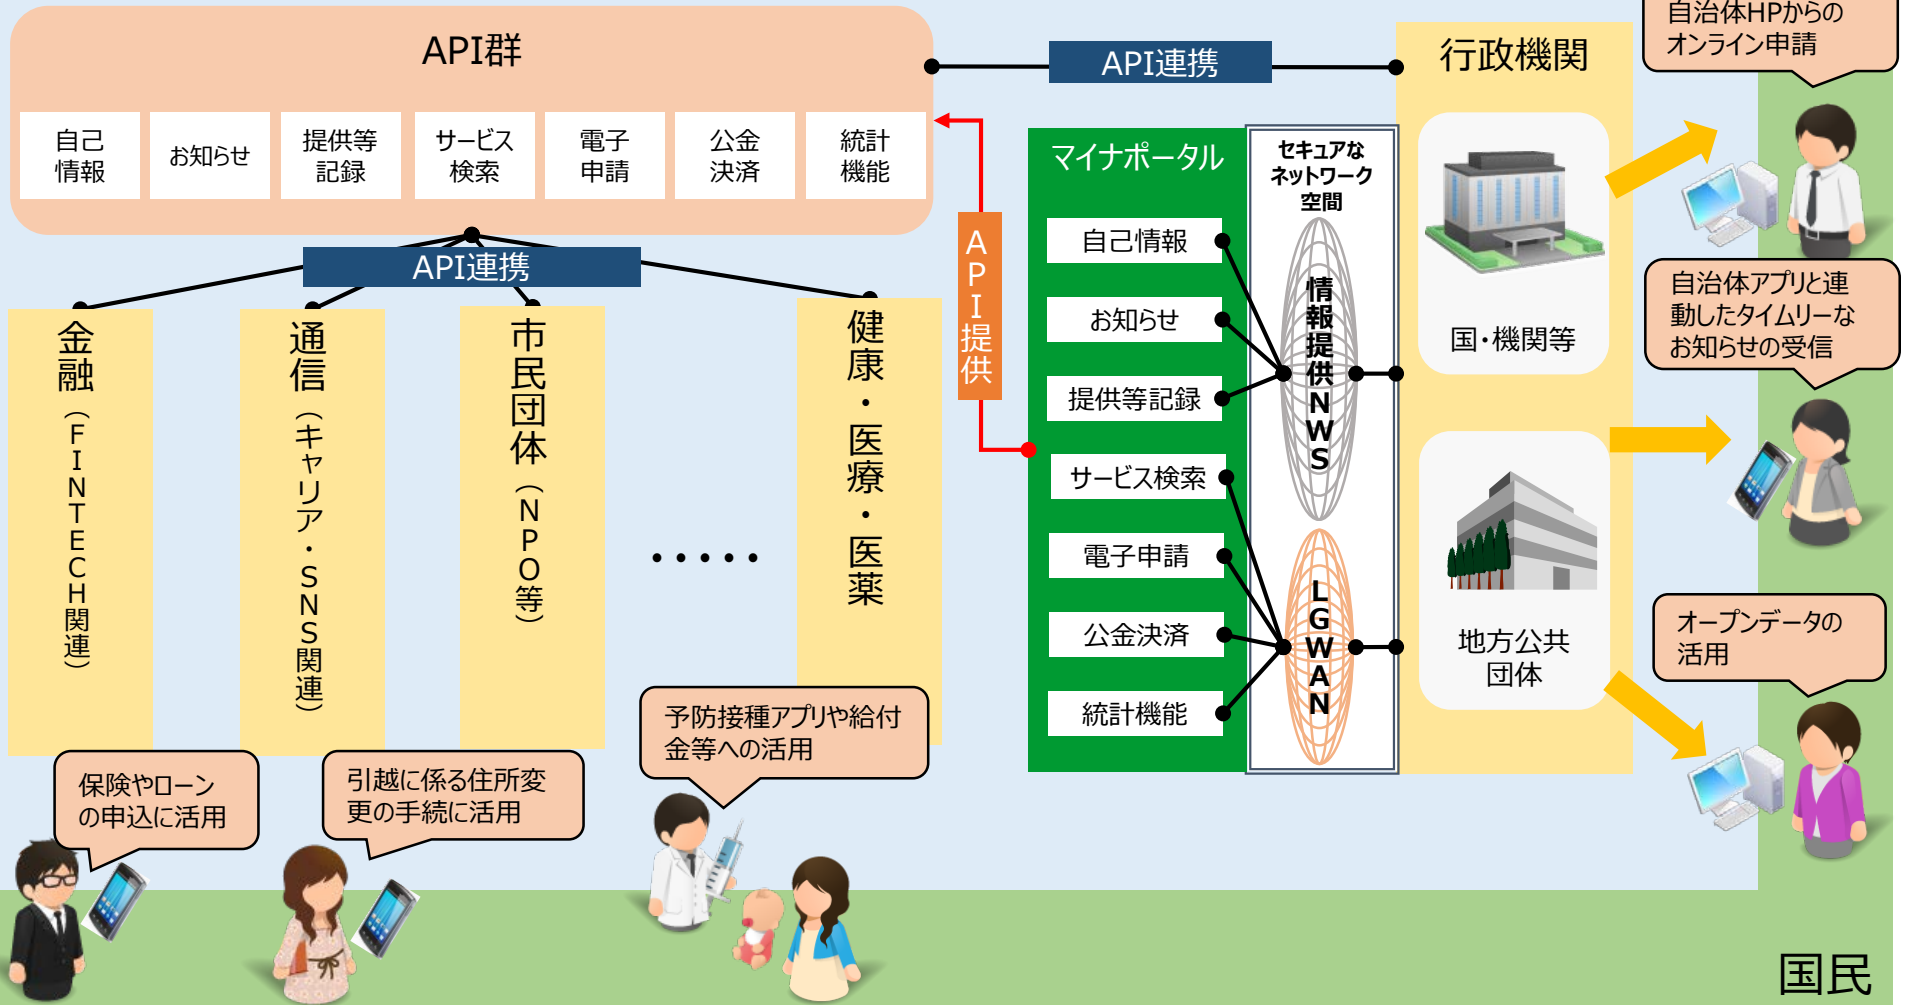 API群
自己
情報
お知らせ
提供等
記録
サービス
検索
電子
申請
公金
決済
統計
機能
API連携
金融（FINTECH関連）
通信（キャリア・SNS関連）
市民団体（NPO等）
・・・・・
健康・医療・医薬
保険やローン
の申込に活用
引越に係る住所変
更の手続に活用
予防接種アプリや給付
金等への活用
API連携
API提供
マイナポータル
自己情報
お知らせ
提供等記録
サービス検索
電子申請
公金決済
統計機能
セキュアな
ネットワーク
空間
情報提供NWS
LGWAN
行政機関
国・機関等
地方公共
団体
自治体HPからの
オンライン申請
自治体アプリと連
動したタイムリーな
お知らせの受信
オープンデータの
活用
国民